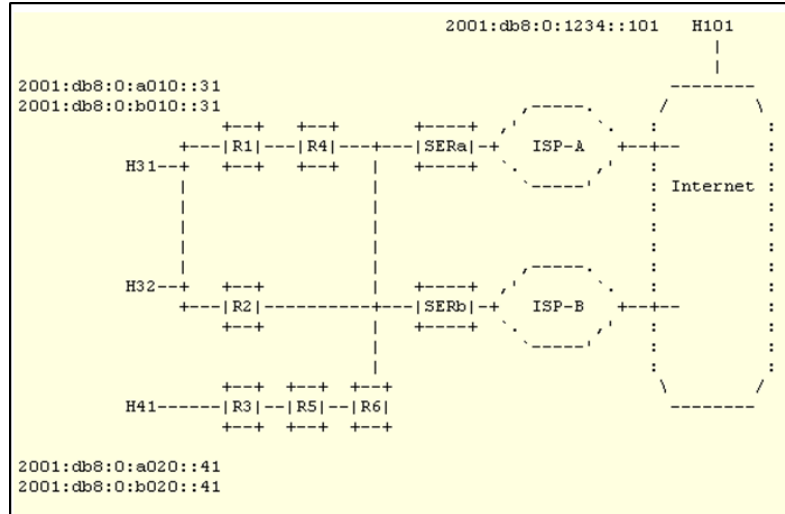 2001:db8:0:1234::101 H101
2001:db8:0:a010::31
2001:db8:0:b010::31
R1 R4 SERa ISP-A
H31
Internet
H32
R2 SERb ISP-B
H41 R3 R5 R6
2001:db8:0:a020::41
2001:db8:0:b020::41